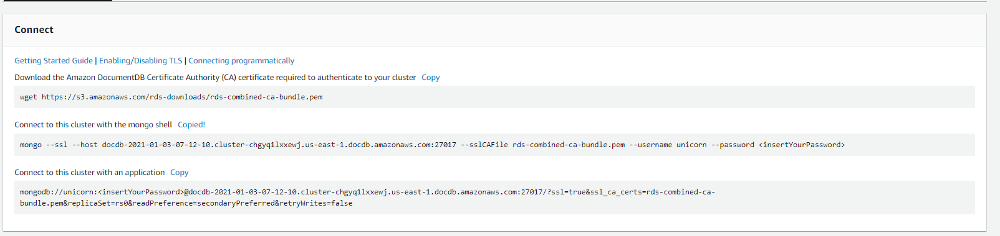 Connect
Getting Started Guide | Enabling/Disabling TLS | Connecting programmatically
Download the Amazon DocumentDB Certificate Authority (CA) certificate required to authenticate to your cluster Copy
wget https://s3.amazonaws.com/rds-downloads/rds-combined-ca-bundle.pem
Connect to this cluster with the mongo shell Copied!
mongo --ssl --host docdb-2021-01-03-07-12-10.cluster-chgyq1lxxewj.us-east-1.docdb.amazonaws.com:27017 --sslCAFile rds-combined-ca-bundle.pem --username unicorn --password <insertYourPassword>
Connect to this cluster with an application Copy
mongodb://unicorn:<insertYourPassword>@docdb-2021-01-03-07-12-10.cluster-chgyq1lxxewj.us-east-1.docdb.amazonaws.com:27017/?ssl=true&ssl_ca_certs=rds-combined-ca-
bundle.pem&replicaSet=rs0&readPreference=secondaryPreferred&retryWrites=false